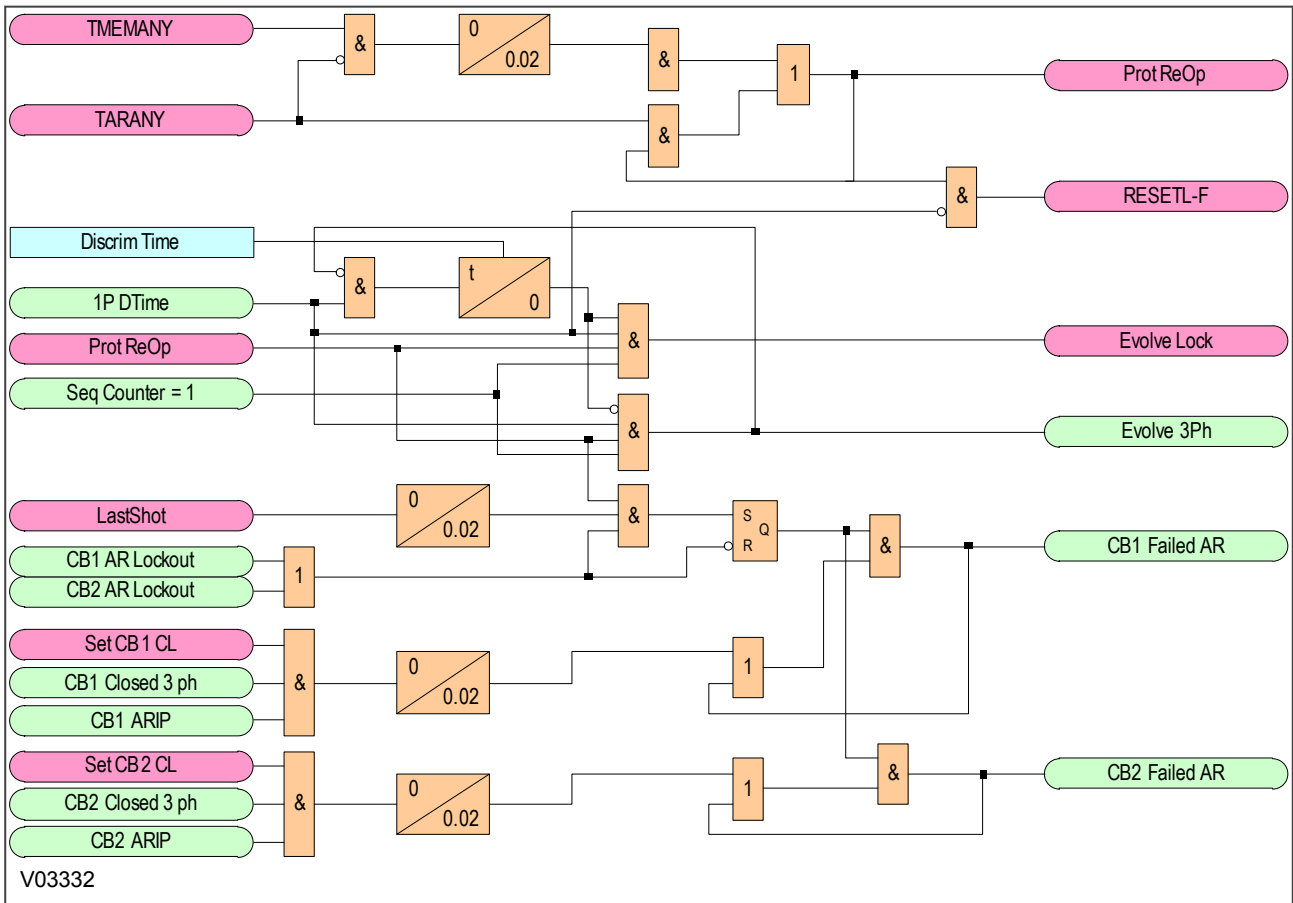 TMEMANY
&
0
0.02
&
1
Prot ReOp
TARANY
&
&
RESETL-F
Discrim Time
&
t
0
1P DTime
&
Evolve Lock
Prot ReOp
Seq Counter = 1
&
Evolve 3Ph
LastShot
0
0.02
&
S
Q
R
&
CB1 Failed AR
CB1 AR Lockout
1
CB2 AR Lockout
Set CB1 CL
CB1 Closed 3 ph
&
0
0.02
1
CB1 ARIP
Set CB2 CL
CB2 Closed 3 ph
&
0
0.02
1
&
CB2 Failed AR
CB2 ARIP
V03332